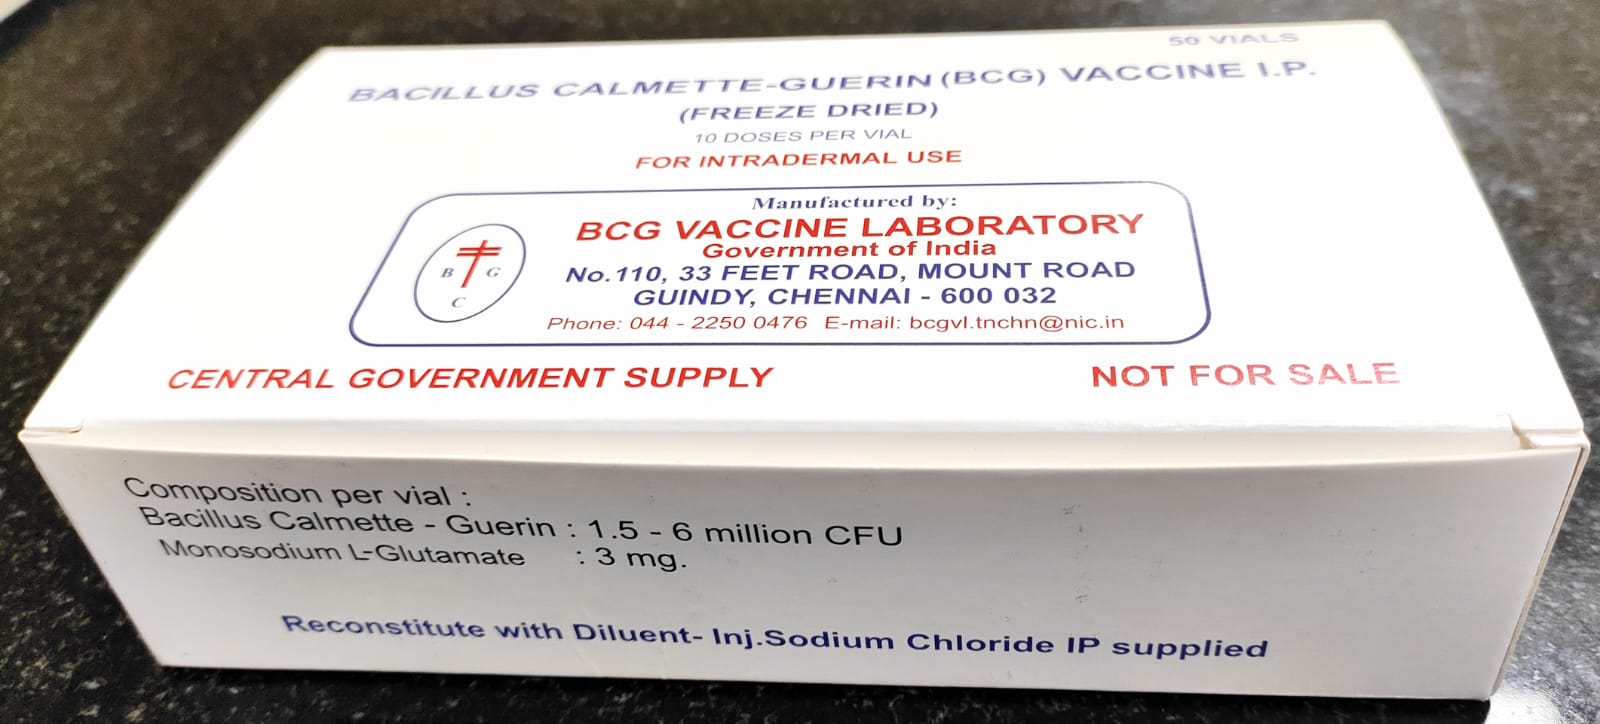 50 VIALS
BACILLUS CALMETTE-GUERIN (BCG) VACCINE I.P.
(FREEZE DRIED)
10 DOSES PER VIAL
FOR INTRADERMAL USE
Manufactured by:
BCG VACCINE LABORATORY
Government of India
No.110, 33 FEET ROAD, MOUNT ROAD
GUINDY, CHENNAI - 600 032
Phone: 044 - 2250 0476 E-mail: bcgvl.tnchn@nic.in
B G
C
CENTRAL GOVERNMENT SUPPLY
NOT FOR SALE
Composition per vial :
Bacillus Calmette - Guerin : 1.5 - 6 million CFU
Monosodium L-Glutamate : 3 mg.
Reconstitute with Diluent- Inj.Sodium Chloride IP supplied